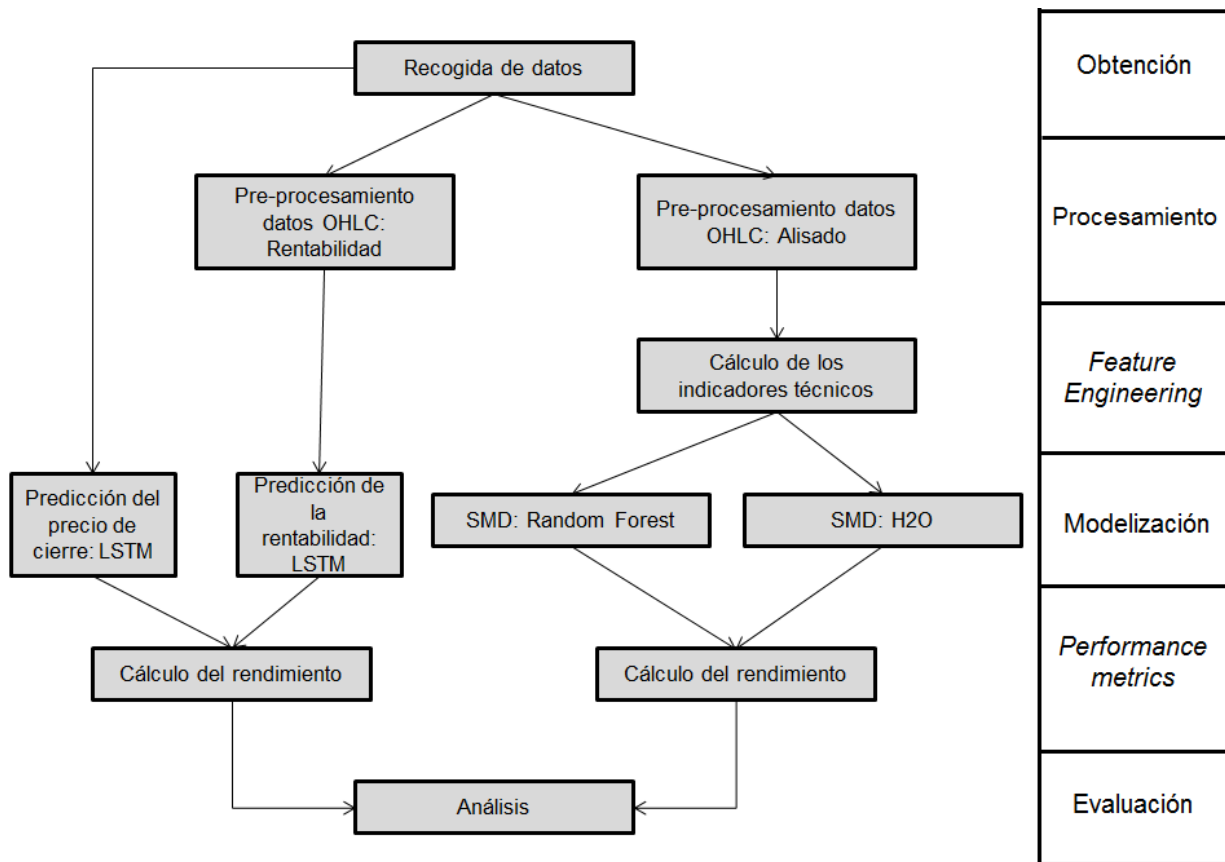 Recogida de datos
Obtención
Pre-procesamiento
datos OHLC:
Rentabilidad
Pre-procesamiento datos
OHLC: Alisado
Procesamiento
Cálculo de los
indicadores técnicos
Feature
Engineering
Predicción del
precio de
cierre: LSTM
Predicción de
la
rentabilidad:
LSTM
SMD: Random Forest
SMD: H2O
Modelización
Cálculo del rendimiento
Cálculo del rendimiento
Performance
metrics
Análisis
Evaluación